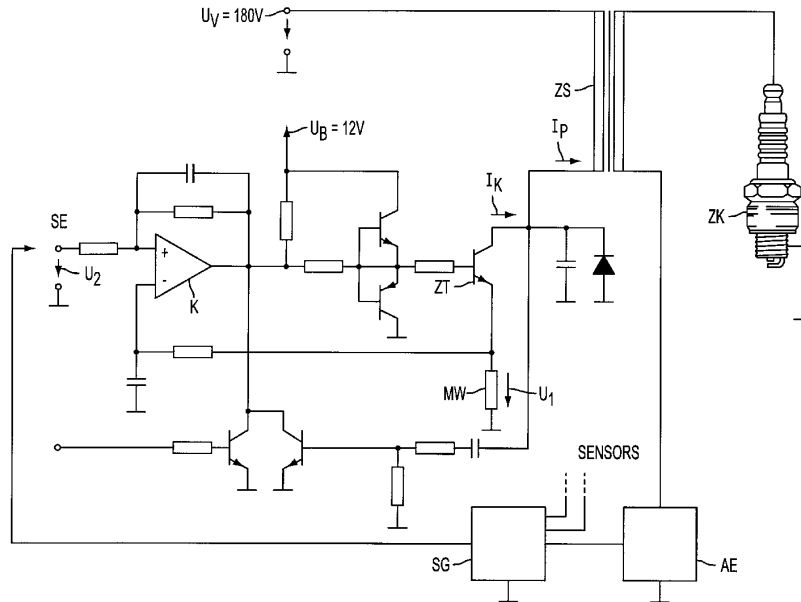 U_V = 180V
ZS
U_B = 12V
I_P
I_K
SE
ZK
+
U_2
-
K
ZT
MW
U_1
SENSORS
SG
AE